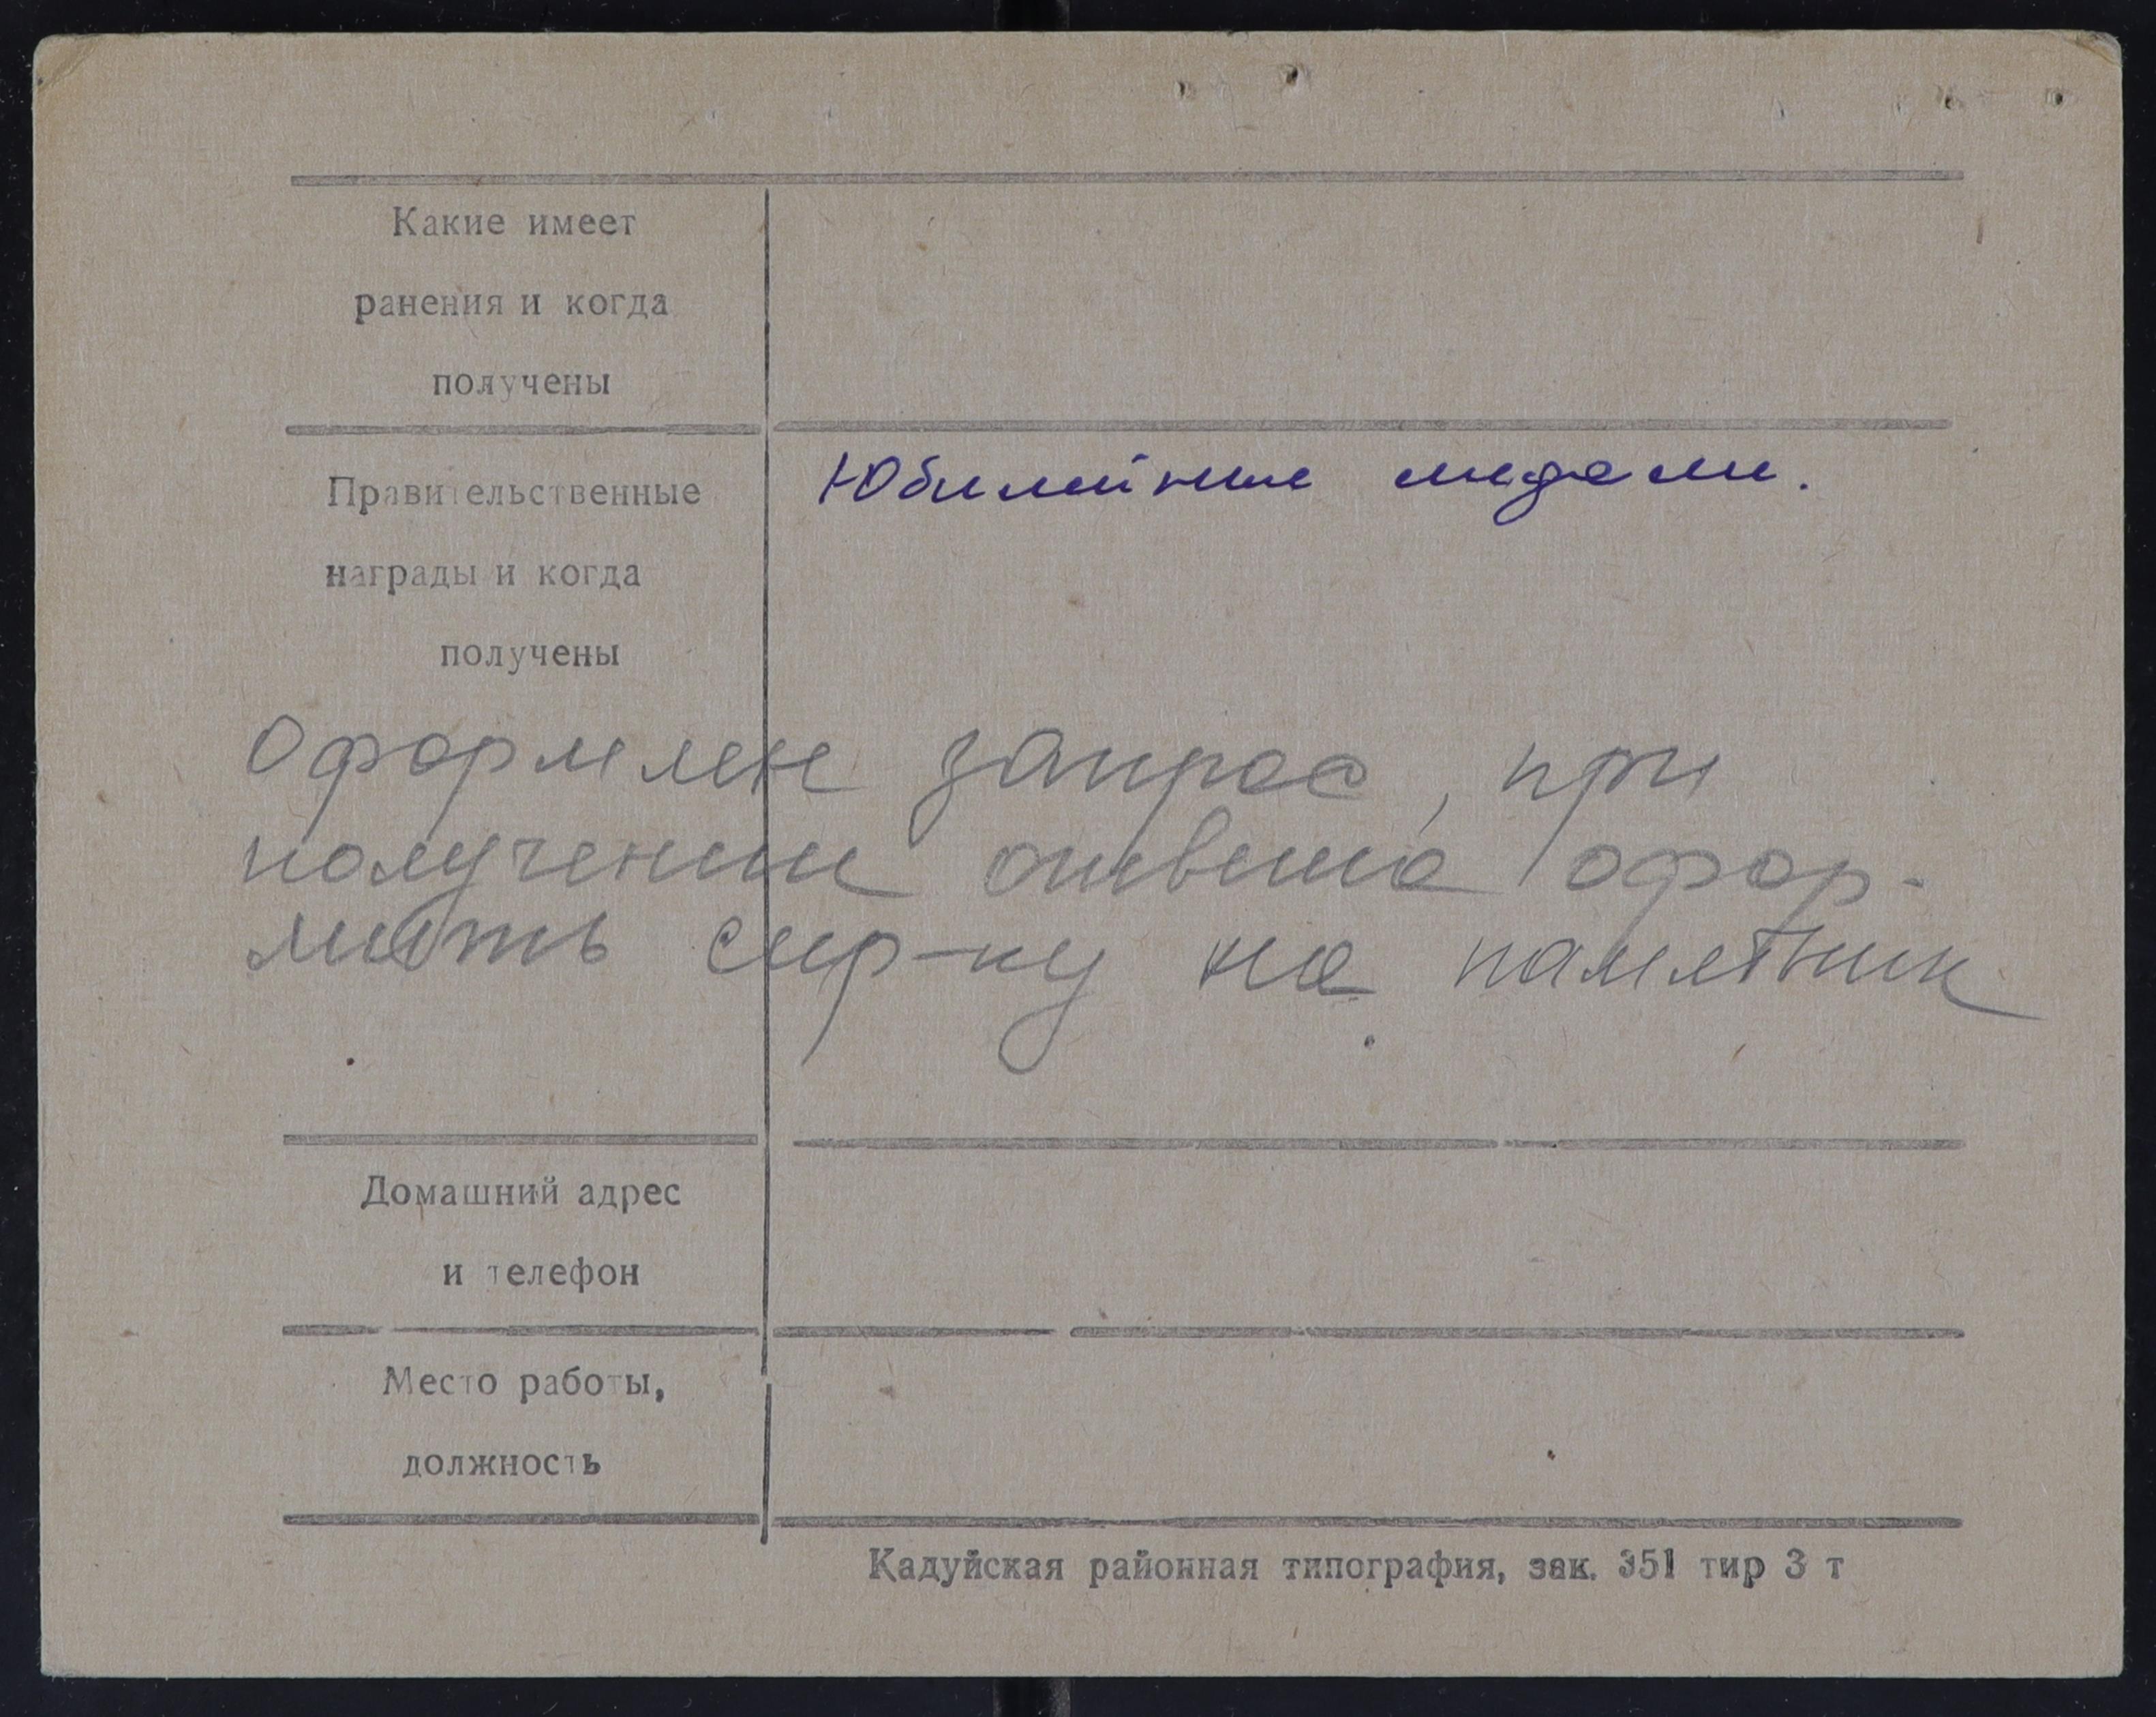 Какие имеет
ранения и когда
получены
Правительственные
Юбилейные медали.
награды и когда
получены
Оформлен запрос, при
получении ответа офор-
мить спр-ку на памятник
Домашний адрес
и телефон
Место работы,
должность
Кадуйская районная типография, зак. 351 тир 3 т